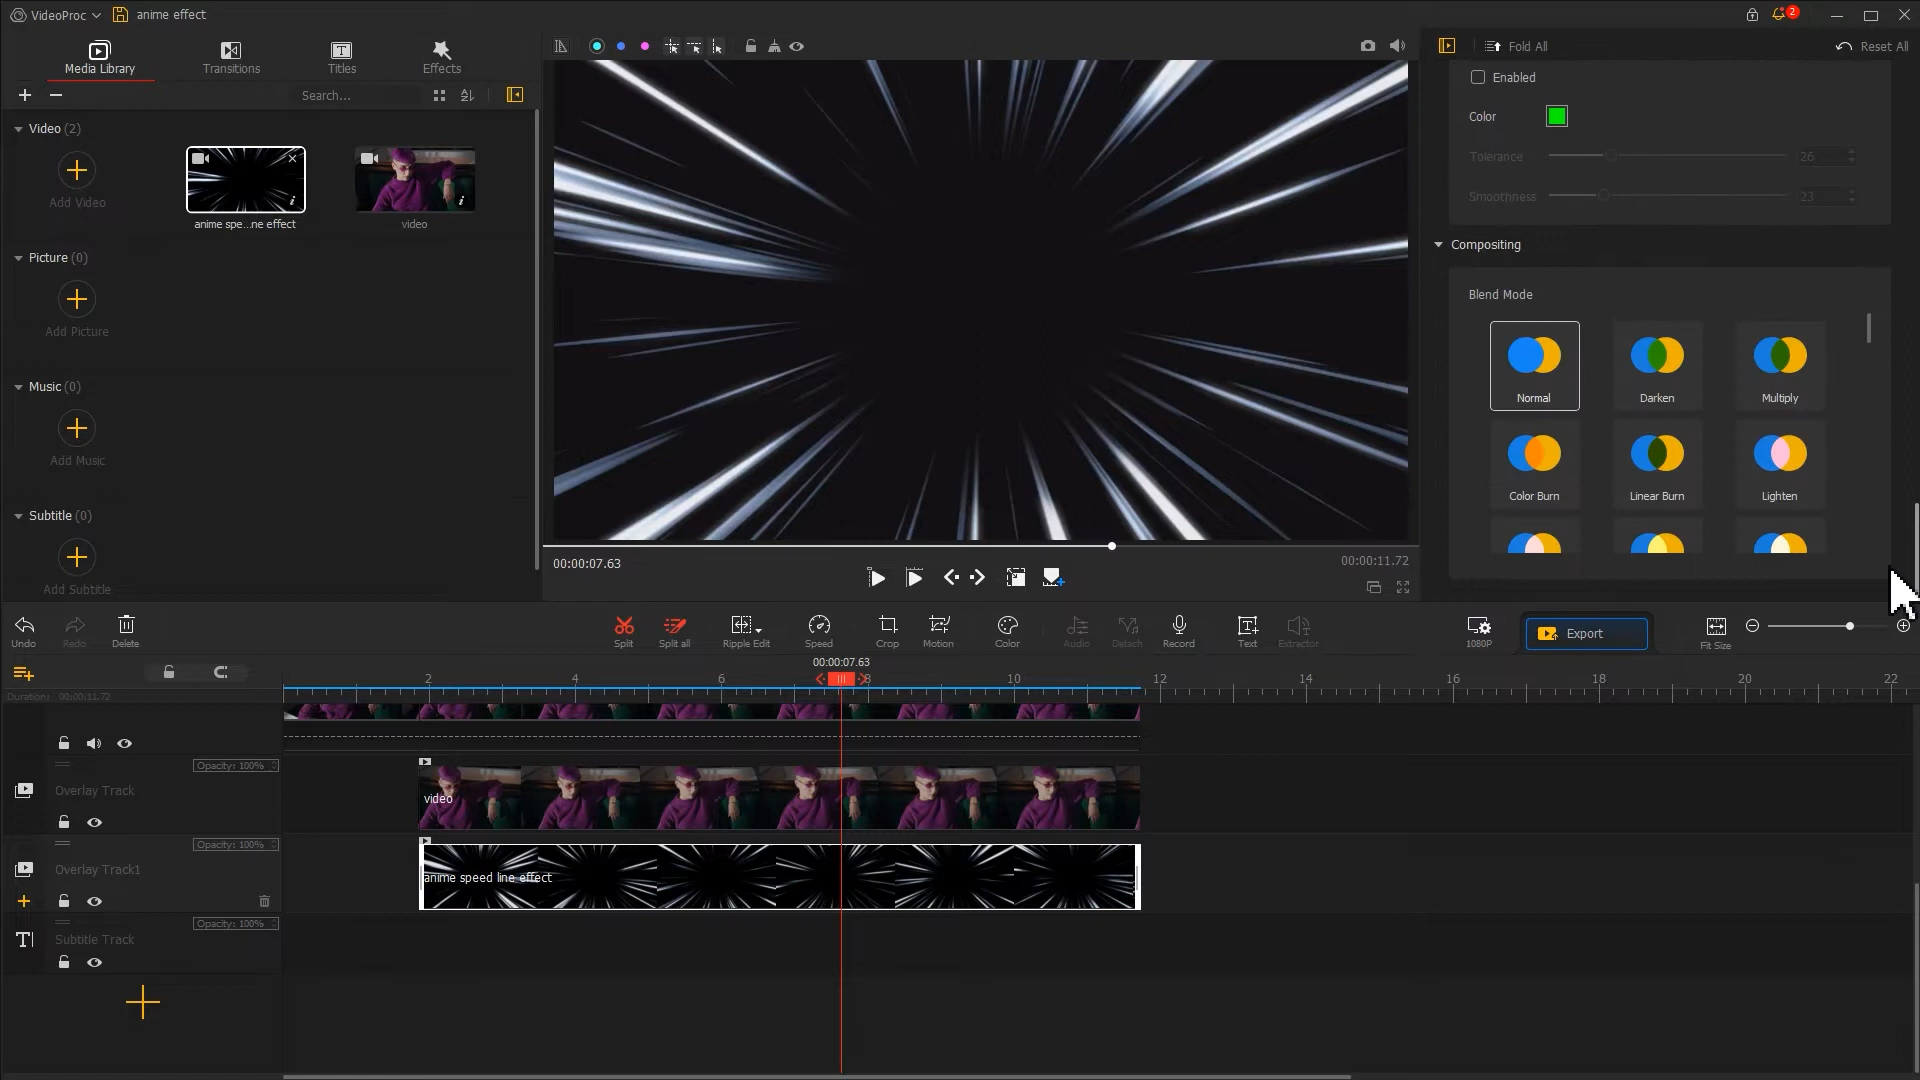 VideoProc
anime effect
2
Media Library
Transitions
Titles
Effects
Search...
Fold All
Reset All
Video (2)
Add Video
anime spe...ne effect
video
Picture (0)
Add Picture
Music (0)
Add Music
Subtitle (0)
Add Subtitle
00:00:07.63
00:00:11.72
Enabled
Color
Tolerance
26
Smoothness
23
Compositing
Blend Mode
Normal
Darken
Multiply
Color Burn
Linear Burn
Lighten
Undo
Redo
Delete
Split
Split all
Ripple Edit
Speed
Crop
Motion
Color
Audio
Detach
Record
Text
Extractor
1080P
Export
Fit Size
00:00:07.63
Duration: 00:00:11.72
2
4
6
8
10
12
14
16
18
20
22
Opacity: 100%
Overlay Track
video
Opacity: 100%
Overlay Track1
anime speed line effect
Opacity: 100%
Subtitle Track